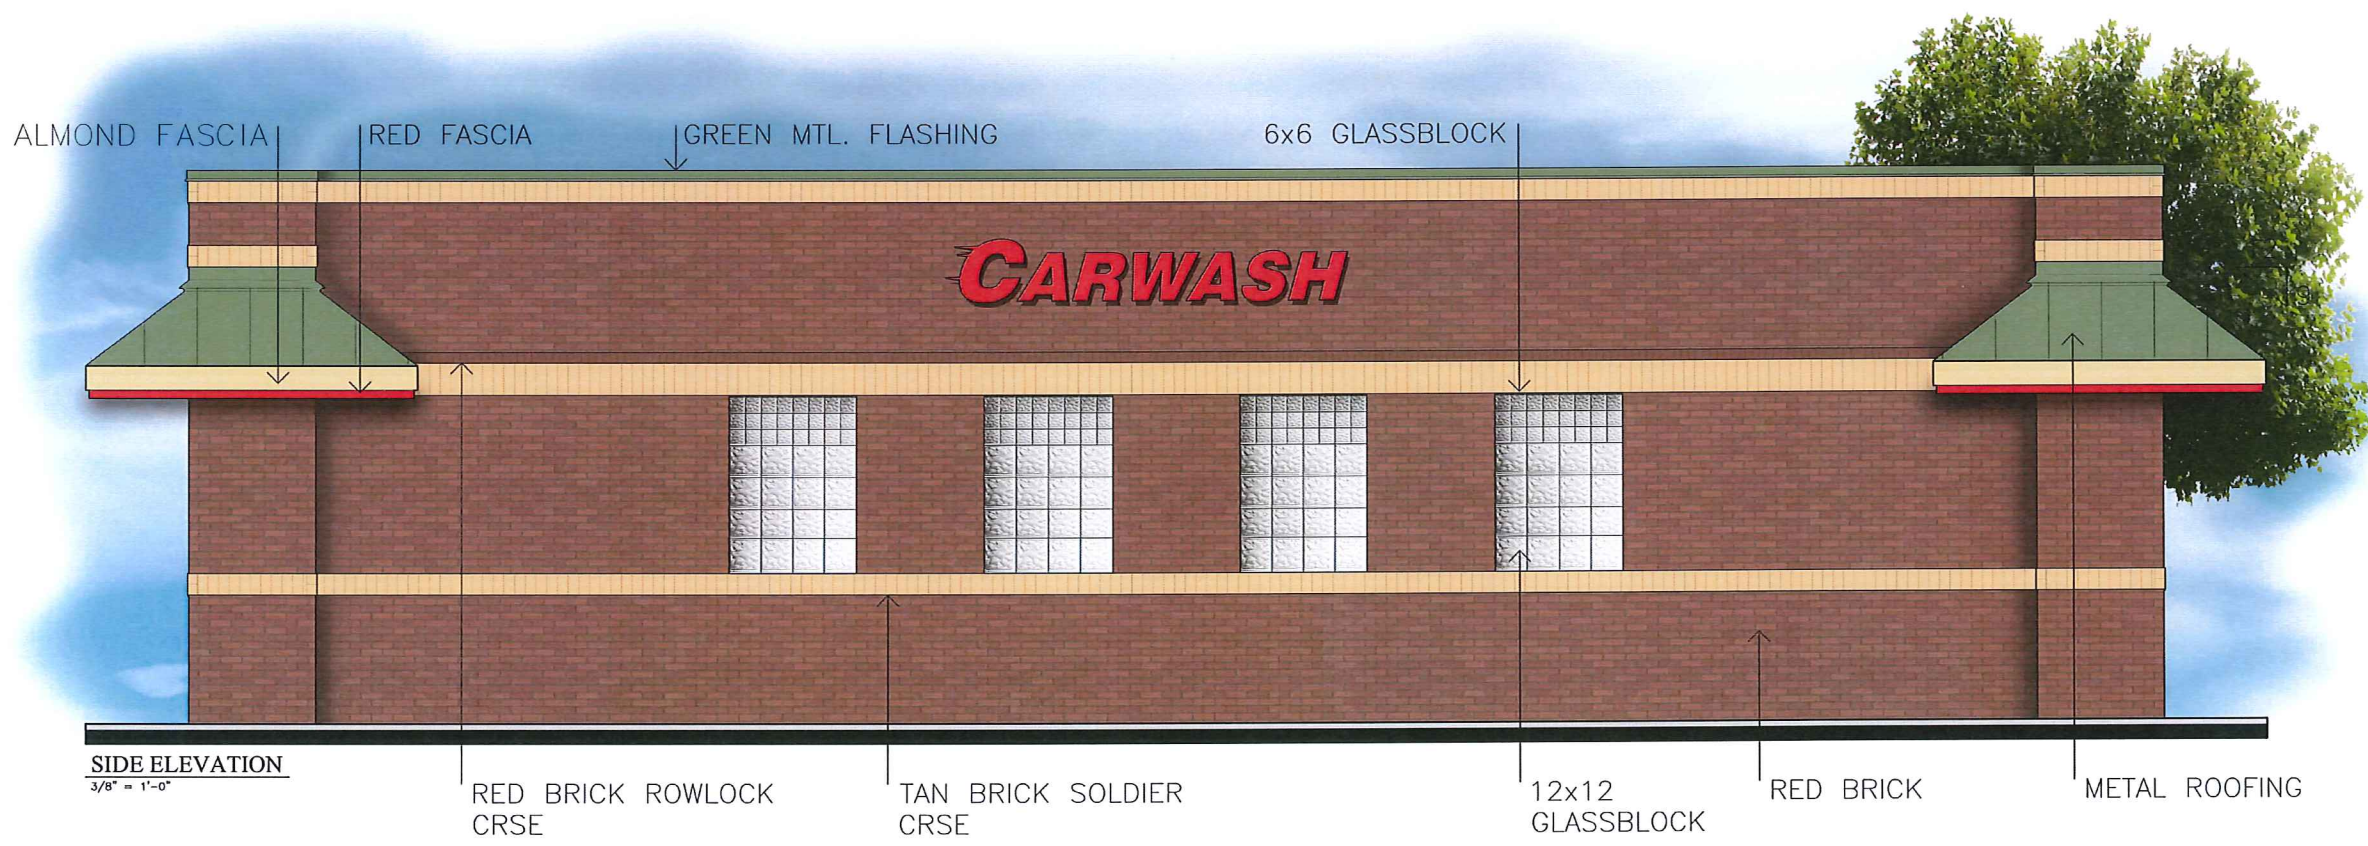 ALMOND FASCIA
RED FASCIA
GREEN MTL. FLASHING
6x6 GLASSBLOCK
CARWASH
SIDE ELEVATION
3/8" = 1'-0"
RED BRICK ROWLOCK
CRSE
TAN BRICK SOLDIER
CRSE
12x12
GLASSBLOCK
RED BRICK
METAL ROOFING